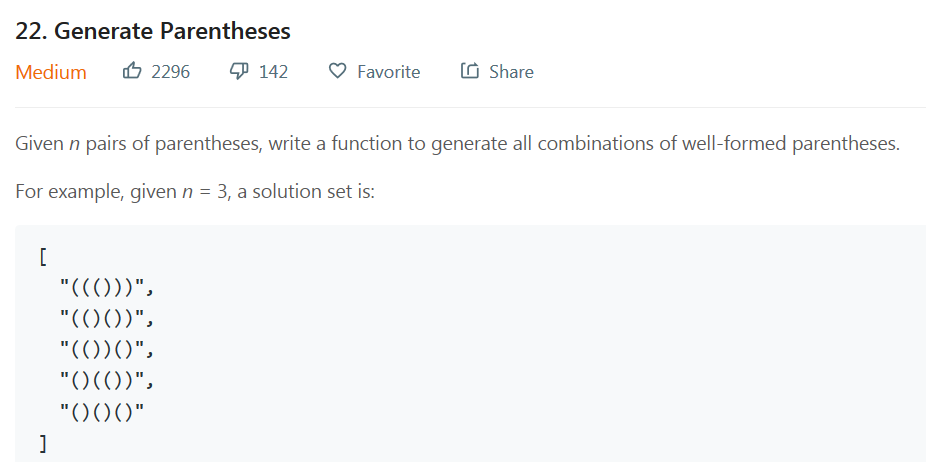 22. Generate Parentheses
Medium 2296 142 Favorite Share
Given n pairs of parentheses, write a function to generate all combinations of well-formed parentheses.
For example, given n = 3, a solution set is:
[
"((()))",
"(()())",
"(())()",
"()(())",
"()()()"
]